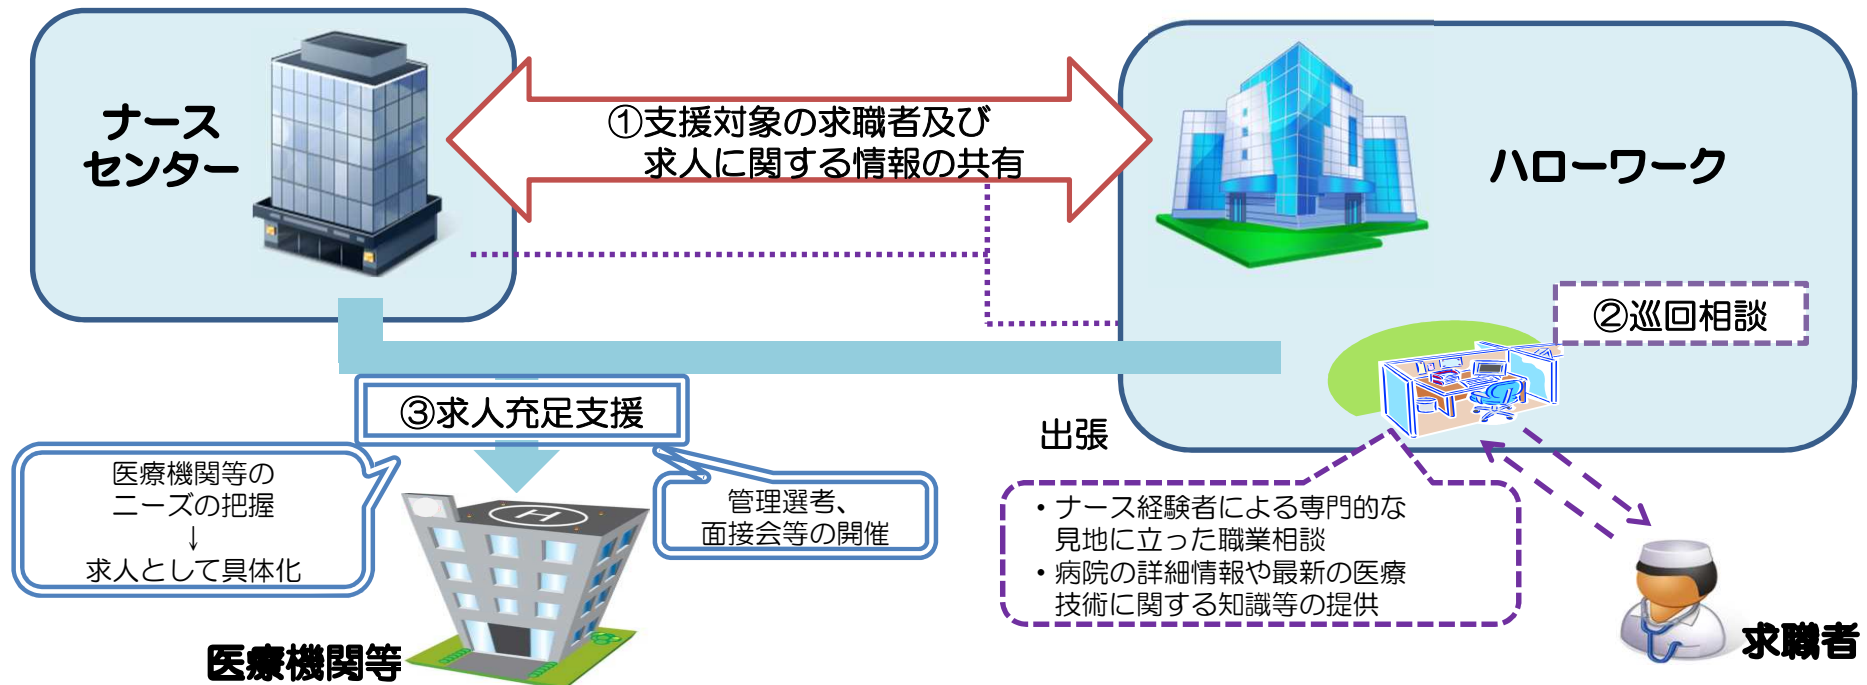 ナース
センター
①支援対象の求職者及び
求人に関する情報の共有
ハローワーク
②巡回相談
③求人充足支援
出張
医療機関等の
ニーズの把握
↓
求人として具体化
管理選考、
面接会等の開催
・ナース経験者による専門的な
見地に立った職業相談
・病院の詳細情報や最新の医療
技術に関する知識等の提供
H
医療機関等
求職者